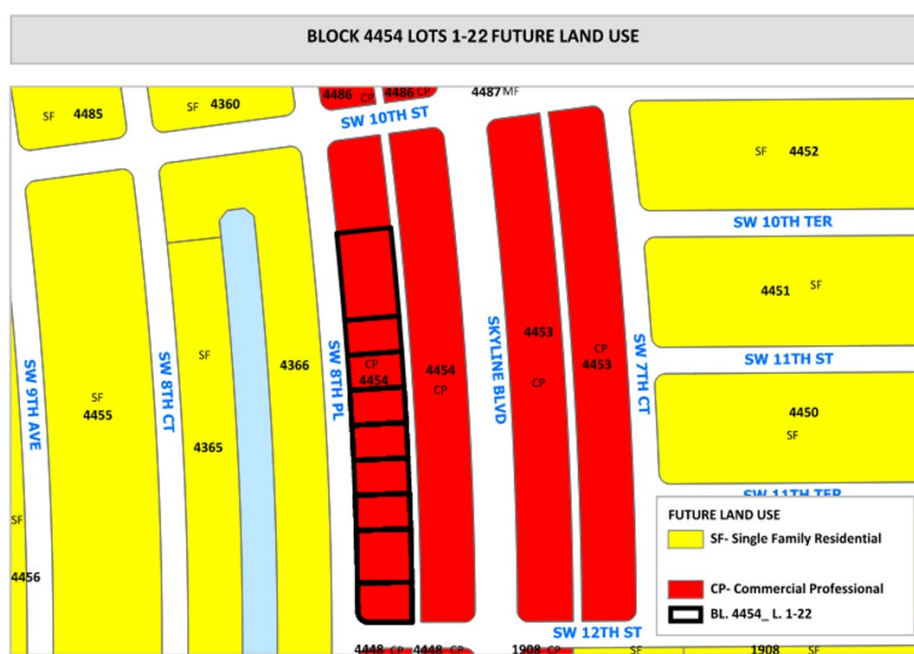 BLOCK 4454 LOTS 1-22 FUTURE LAND USE
4486 CP 4486 CP
4487 MF
SF 4485
SF 4360
SW 10TH ST
SF 4452
SW 10TH TER
4451 SF
SW 9TH AVE
SF
4455
SW 8TH CT
SF
4365
4366
SW 8TH PL
CP
4454
4454
CP
SKYLINE BLVD
4453
CP
CP
4453
SW 7TH CT
SW 11TH ST
4450
SF
SW 11TH TER
SF
4456
FUTURE LAND USE
SF- Single Family Residential
CP- Commercial Professional
BL. 4454_ L. 1-22
SW 12TH ST
4448 CP 4448 CP
1908 CP
SF
1908
SF